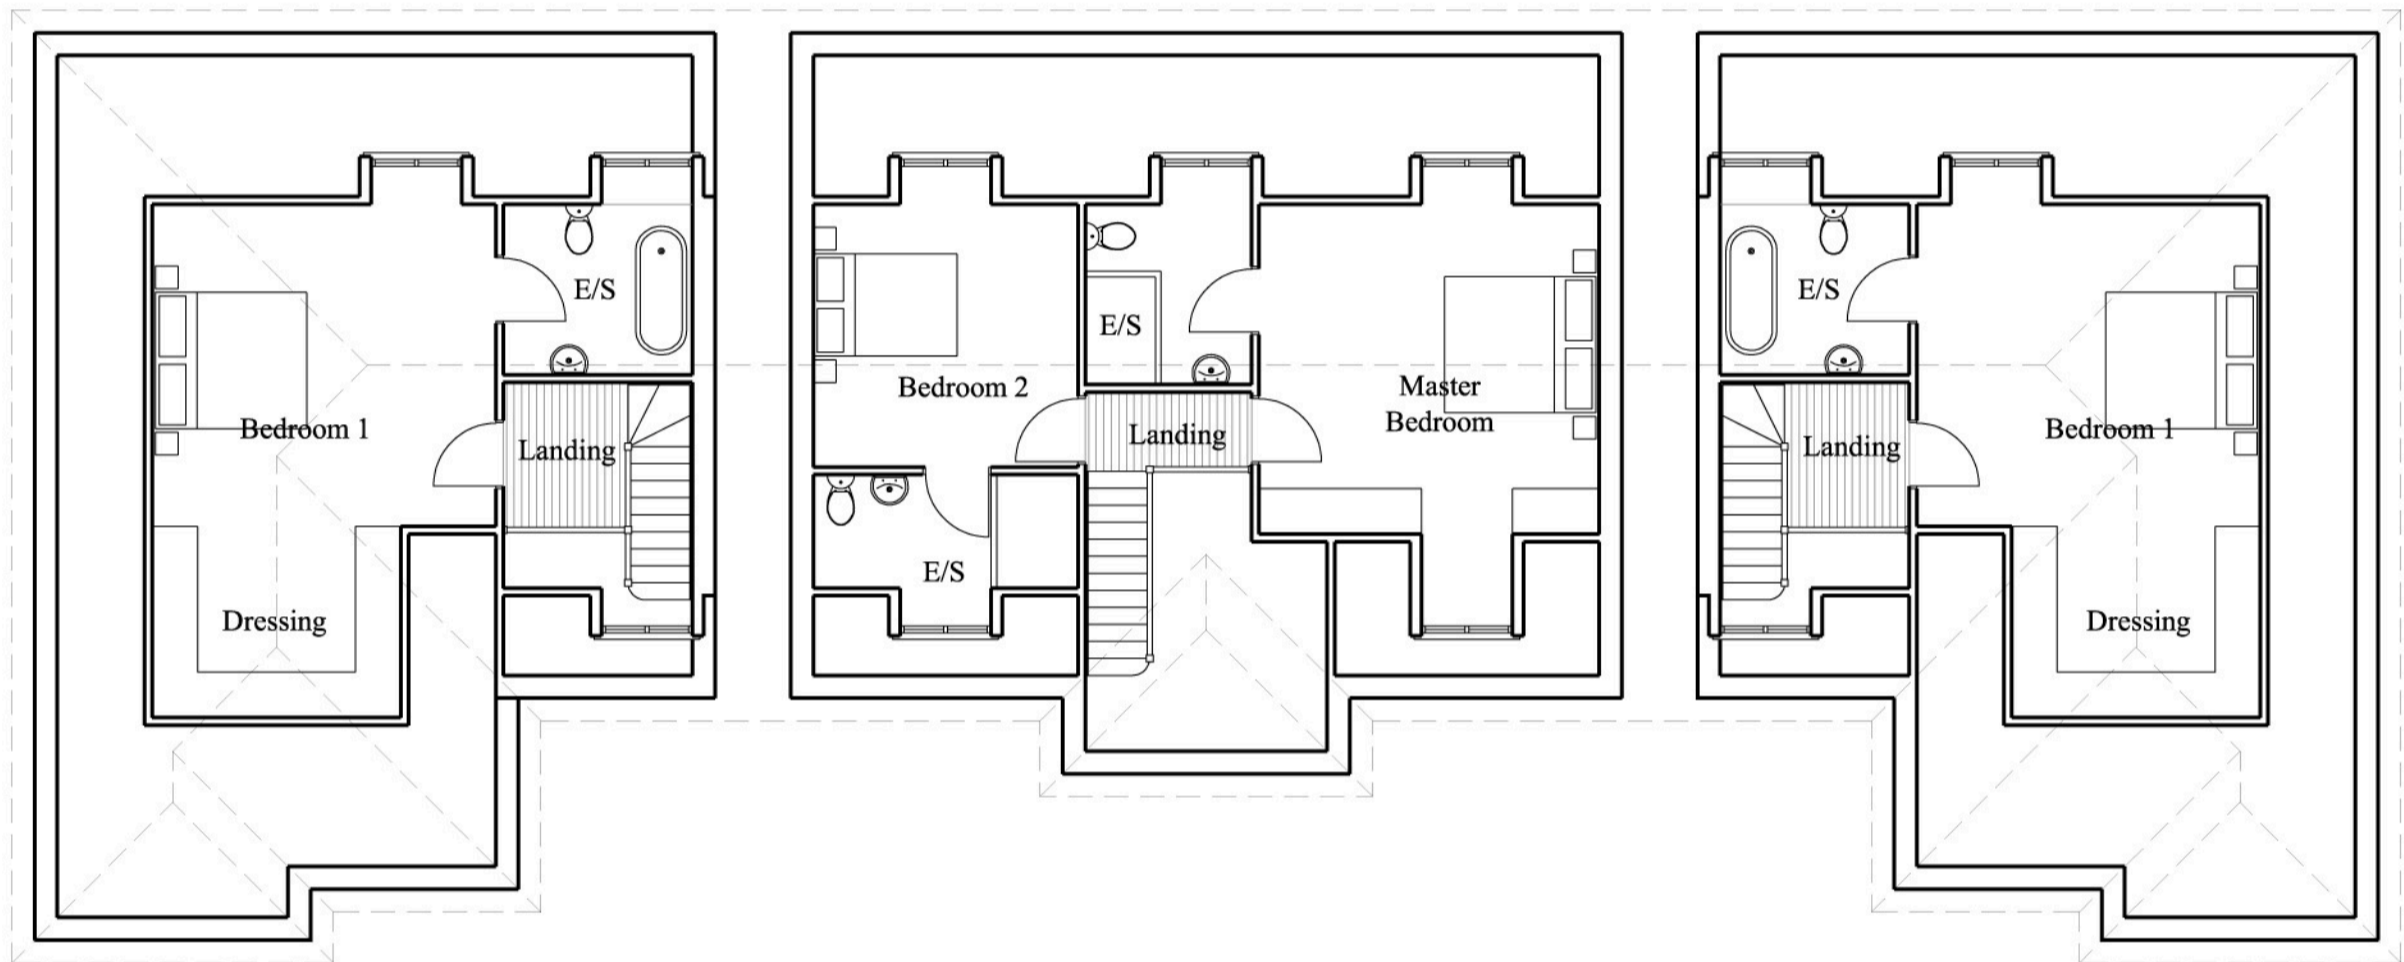 Bedroom 1
E/S
Landing
Dressing
Bedroom 2
E/S
Landing
E/S
Master
Bedroom
E/S
Landing
Bedroom 1
Dressing